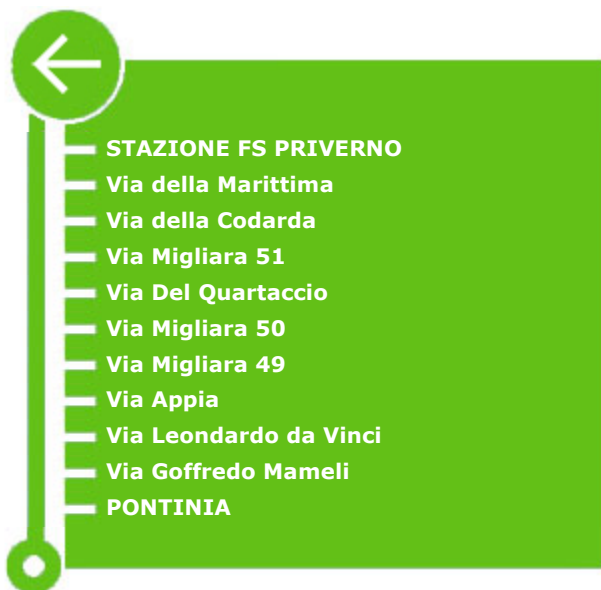 STAZIONE FS PRIVERNO
Via della Marittima
Via della Codarda
Via Migliara 51
Via Del Quartaccio
Via Migliara 50
Via Migliara 49
Via Appia
Via Leondardo da Vinci
Via Goffredo Mameli
PONTINIA